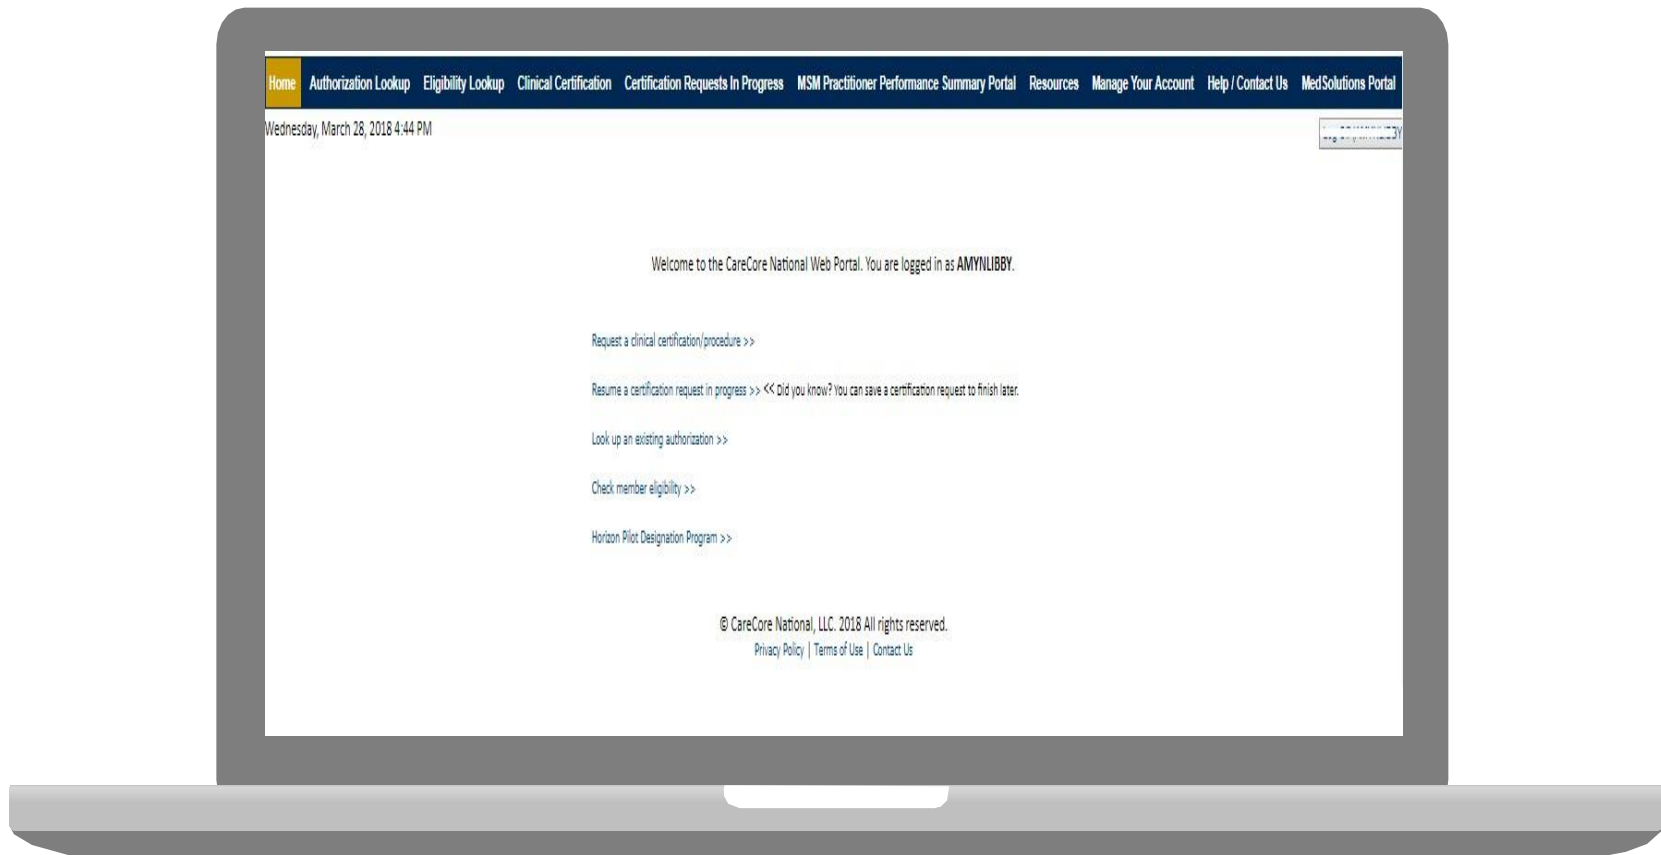 Home Authorization Lookup Eligibility Lookup Clinical Certification Certification Requests In Progress MSM Practitioner Performance Summary Portal Resources Manage Your Account Help / Contact Us MedSolutions Portal
Wednesday, March 28, 2018 4:44 PM
Welcome to the CareCore National Web Portal. You are logged in as AMYNLIBBY.
Request a clinical certification/procedure >>
Resume a certification request in progress >> << Did you know? You can save a certification request to finish later.
Look up an existing authorization >>
Check member eligibility >>
Horizon Pilot Designation Program >>
© CareCore National, LLC. 2018 All rights reserved.
Privacy Policy | Terms of Use | Contact Us